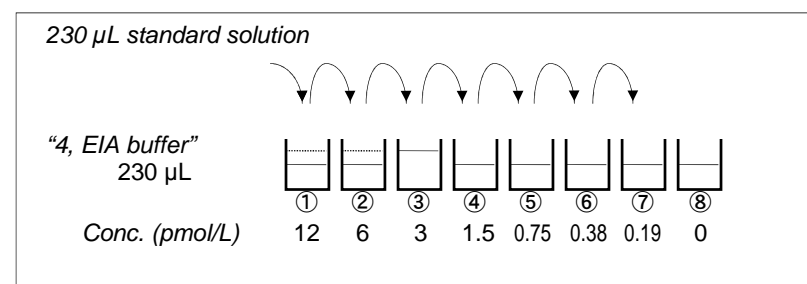 230 µL standard solution
“4, EIA buffer”
230 µL
① ② ③ ④ ⑤ ⑥ ⑦ ⑧
Conc. (pmol/L) 12 6 3 1.5 0.75 0.38 0.19 0